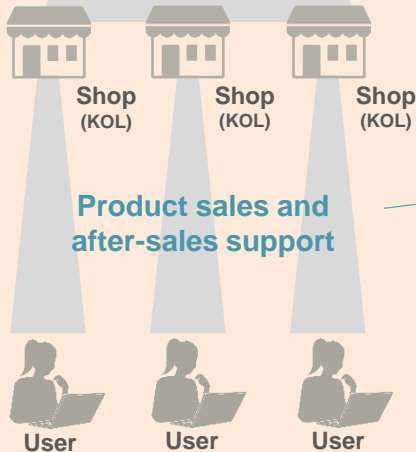 Shop
(KOL)
Shop
(KOL)
Shop
(KOL)
Product sales and
after-sales support
User
User
User